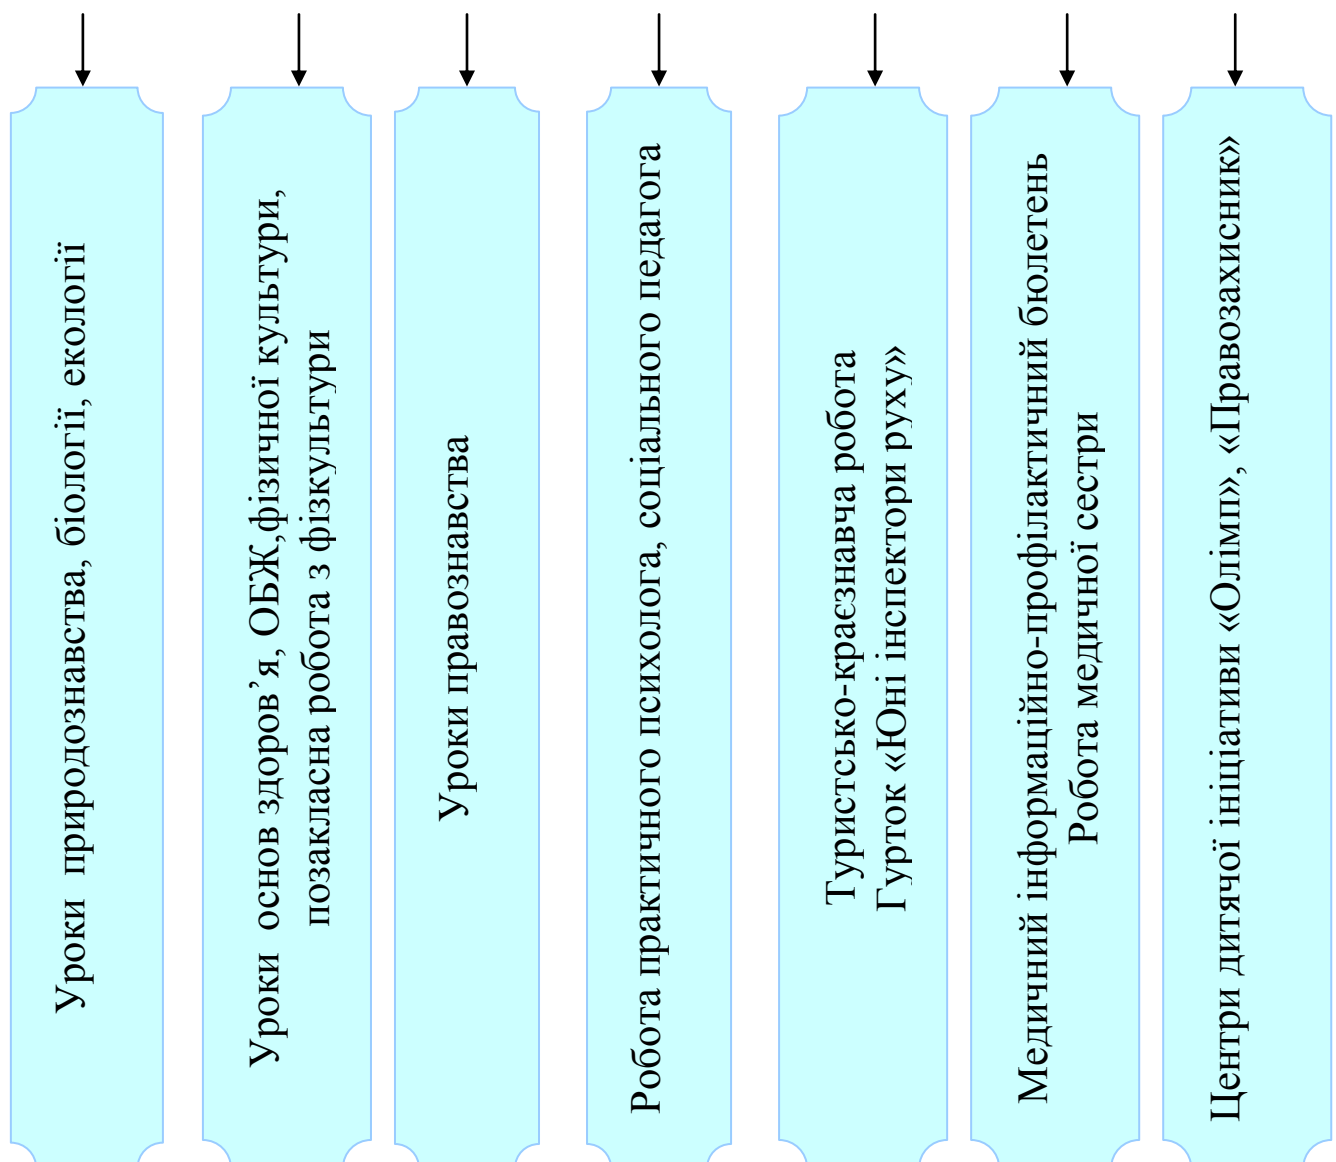 Уроки природознавства, біології, екології
Уроки основ здоров’я, ОБЖ,фізичної культури,
позакласна робота з фізкультури
Уроки правознавства
Робота практичного психолога, соціального педагога
Туристсько-краєзнавча робота
Гурток «Юні інспектори руху»
Медичний інформаційно-профілактичний бюлетень
Робота медичної сестри
Центри дитячої ініціативи «Олімп», «Правозахисник»